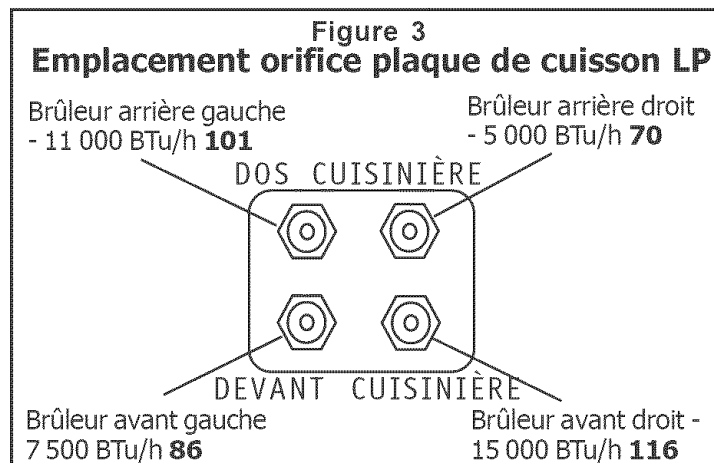 Figure 3
Emplacement orifice plaque de cuisson LP
Brûleur arrière gauche
- 11 000 BTu/h 101
Brûleur arrière droit
- 5 000 BTu/h 70
DOS CUISINIÈRE
DEVANT CUISINIÈRE
Brûleur avant gauche
7 500 BTu/h 86
Brûleur avant droit -
15 000 BTu/h 116